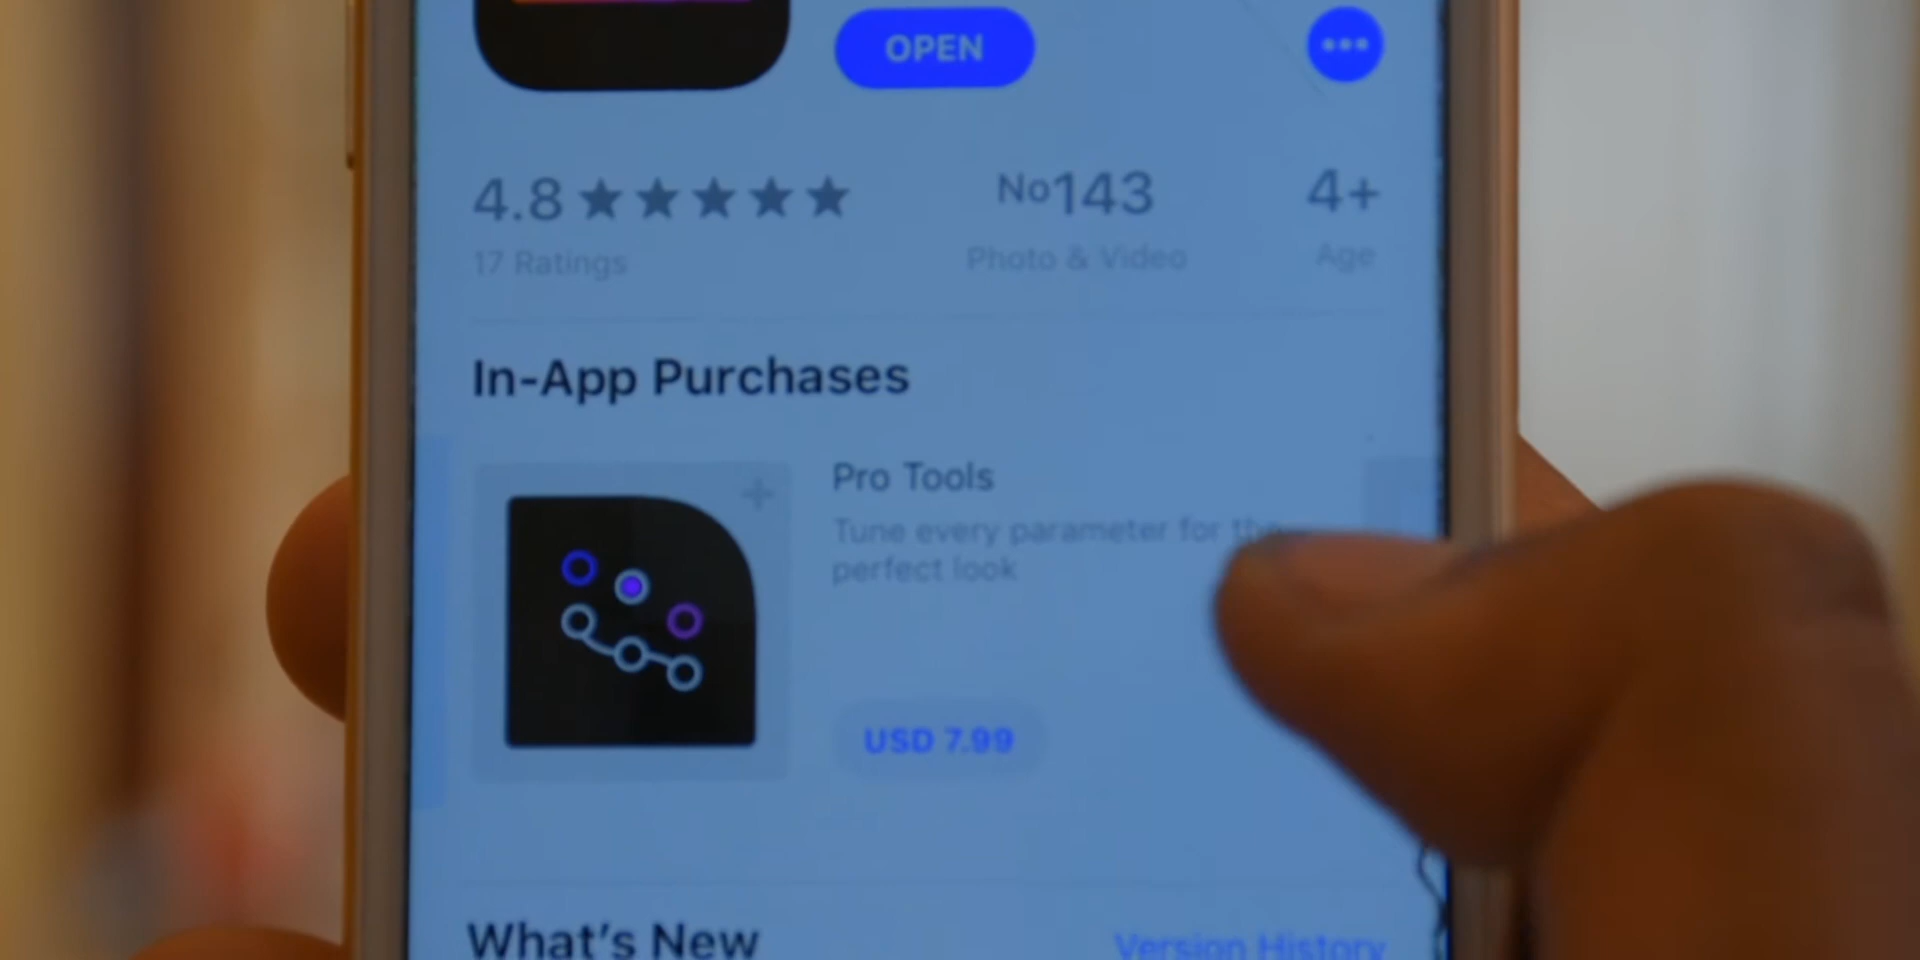 OPEN
4.8 ★★★★★
No143
4+
17 Ratings
Photo & Video
Age
In-App Purchases
Pro Tools
Tune every parameter for the
perfect look
USD 7.99
What's New
Version History